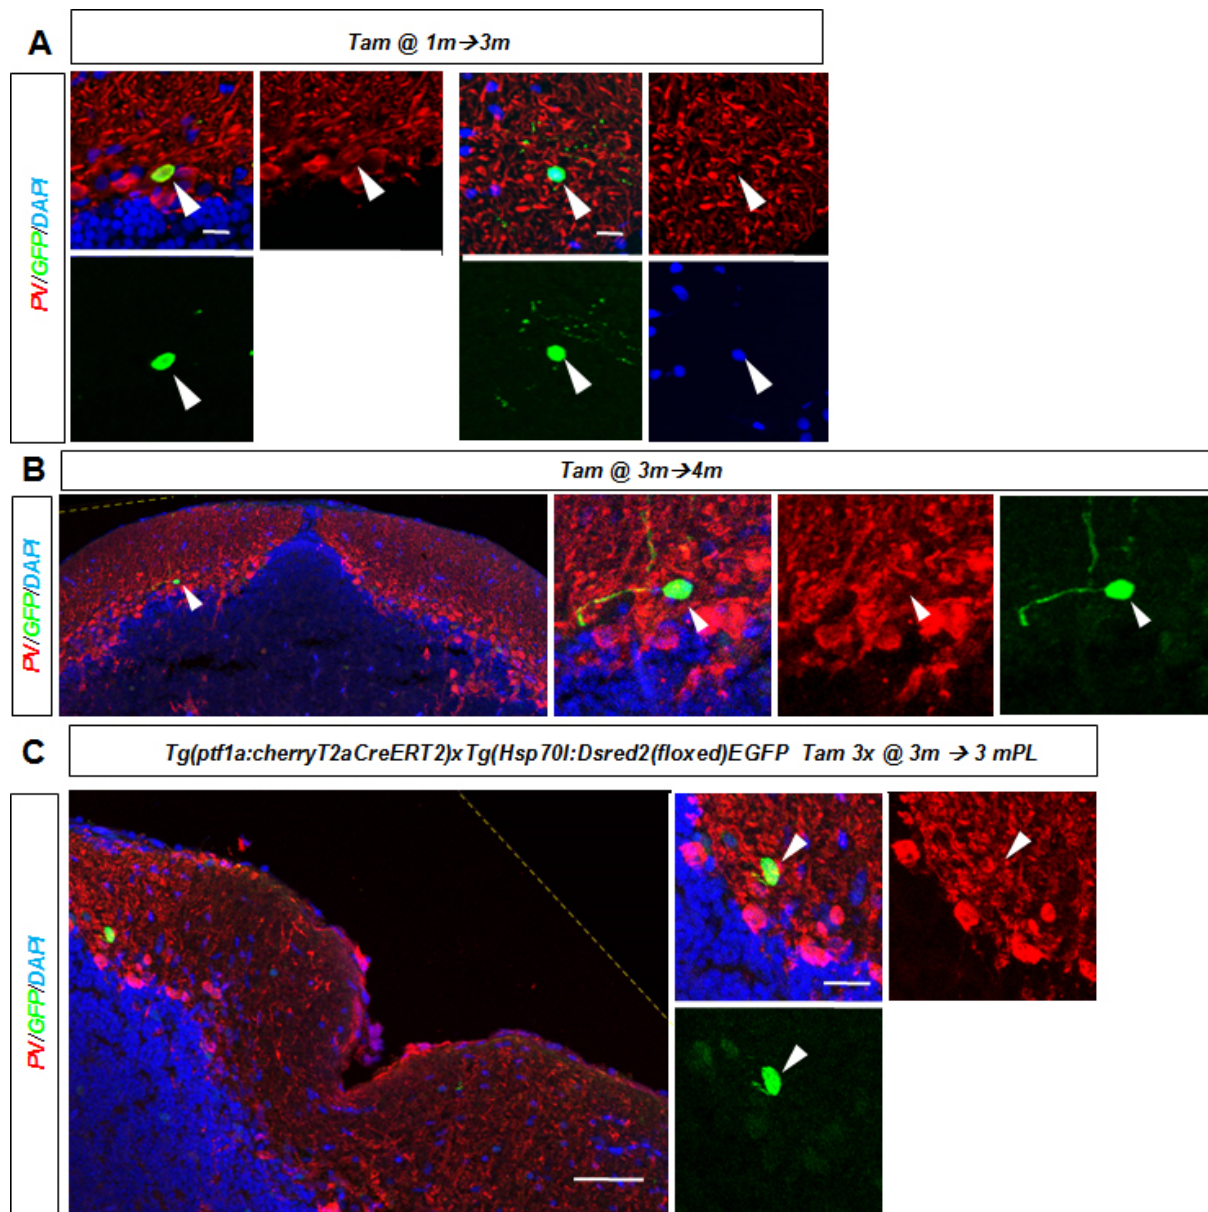 A
Tam @ 1m→3m
PV/GFP/DAPI
B
Tam @ 3m→4m
PV/GFP/DAPI
C
Tg(ptf1a:cherryT2aCreERT2)xTg(Hsp70l:Dsred2(floxed)EGFP Tam 3x @ 3m → 3 mPL
PV/GFP/DAPI